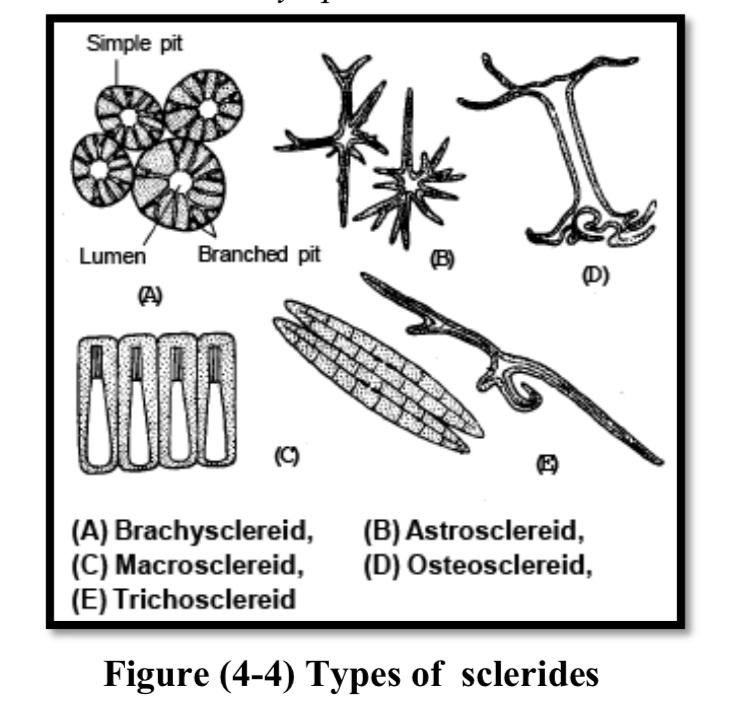 Simple pit
Lumen
Branched pit
(A)
(B)
(D)
(C)
(E)
(A) Brachysclereid, (B) Astrosclereid,
(C) Macrosclereid, (D) Osteosclereid,
(E) Trichosclereid
Figure (4-4) Types of sclerides